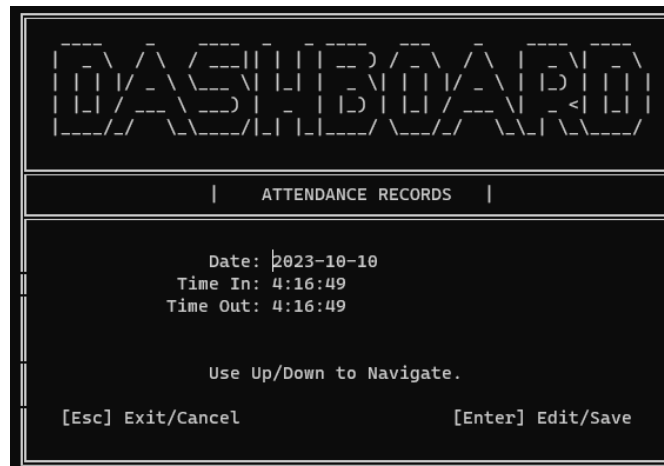 DASHBOARD
| ATTENDANCE RECORDS |
Date: 2023-10-10
Time In: 4:16:49
Time Out: 4:16:49
Use Up/Down to Navigate.
[Esc] Exit/Cancel [Enter] Edit/Save